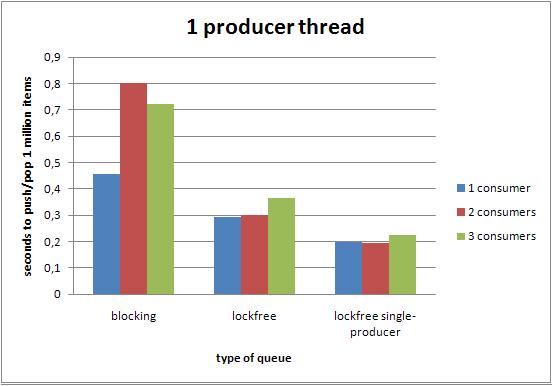 1 producer thread
seconds to push/pop 1 million items
0,9
0,8
0,7
0,6
0,5
0,4
0,3
0,2
0,1
0
blocking
lockfree
lockfree single-
producer
type of queue
1 consumer
2 consumers
3 consumers